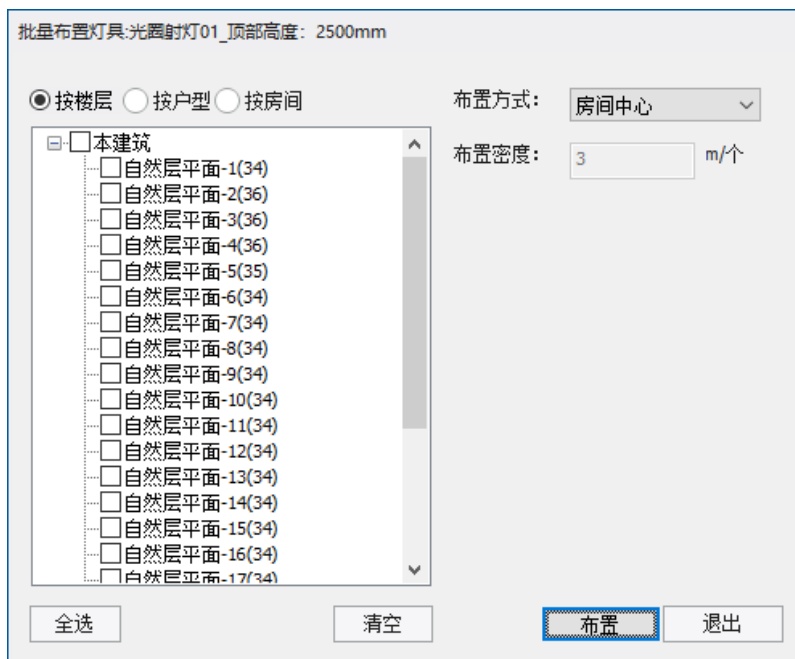 批量布置灯具:光圈射灯01_顶部高度：2500mm
按楼层 按户型 按房间
布置方式： 房间中心
布置密度： 3 m/个
本建筑
自然层平面-1(34)
自然层平面-2(36)
自然层平面-3(36)
自然层平面-4(36)
自然层平面-5(35)
自然层平面-6(34)
自然层平面-7(34)
自然层平面-8(34)
自然层平面-9(34)
自然层平面-10(34)
自然层平面-11(34)
自然层平面-12(34)
自然层平面-13(34)
自然层平面-14(34)
自然层平面-15(34)
自然层平面-16(34)
自然层平面-17(34)
全选 清空 布置 退出